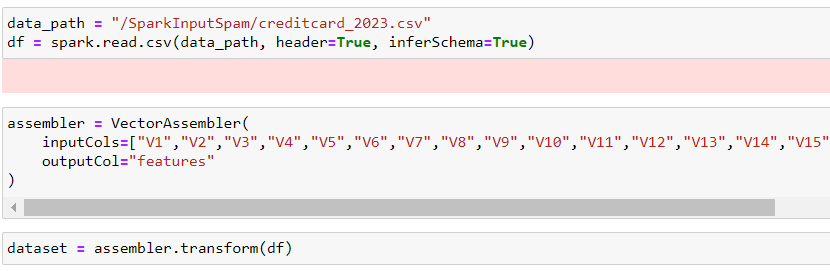 data_path = "/SparkInputSpam/creditcard_2023.csv"
df = spark.read.csv(data_path, header=True, inferSchema=True)
assembler = VectorAssembler(
    inputCols=["V1","V2","V3","V4","V5","V6","V7","V8","V9","V10","V11","V12","V13","V14","V15"
    outputCol="features"
)
dataset = assembler.transform(df)